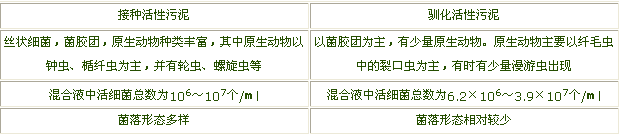 接种活性污泥 驯化活性污泥
丝状细菌，菌胶团，原生动物种类丰富，其中原生动物以 以菌胶团为主，有少量原生动物。原生动物主要以纤毛虫
钟虫、楯纤虫为主，并有轮虫、螺旋虫等 中的裂口虫为主，有时有少量漫游虫出现
混合液中活细菌总数为10⁶～10⁷个/ml 混合液中活细菌总数为6.2×10⁶～3.9×10⁷个/ml
菌落形态多样 菌落形态相对较少